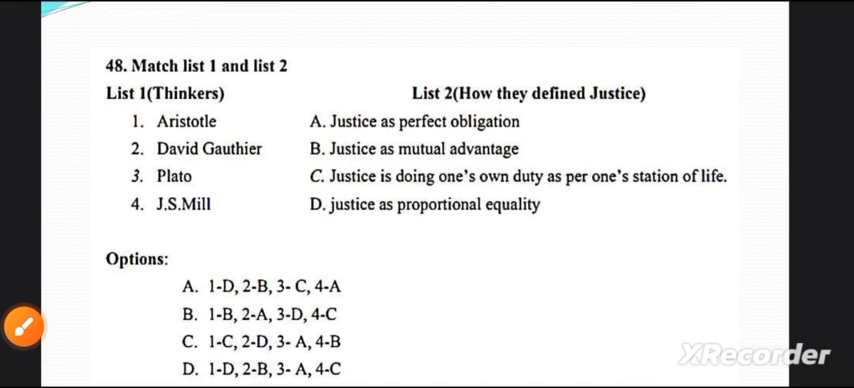 48. Match list 1 and list 2
List 1(Thinkers) List 2(How they defined Justice)
1. Aristotle A. Justice as perfect obligation
2. David Gauthier B. Justice as mutual advantage
3. Plato C. Justice is doing one's own duty as per one's station of life.
4. J.S.Mill D. justice as proportional equality
Options:
A. 1-D, 2-B, 3- C, 4-A
B. 1-B, 2-A, 3-D, 4-C
C. 1-C, 2-D, 3- A, 4-B
D. 1-D, 2-B, 3- A, 4-C
XRecorder